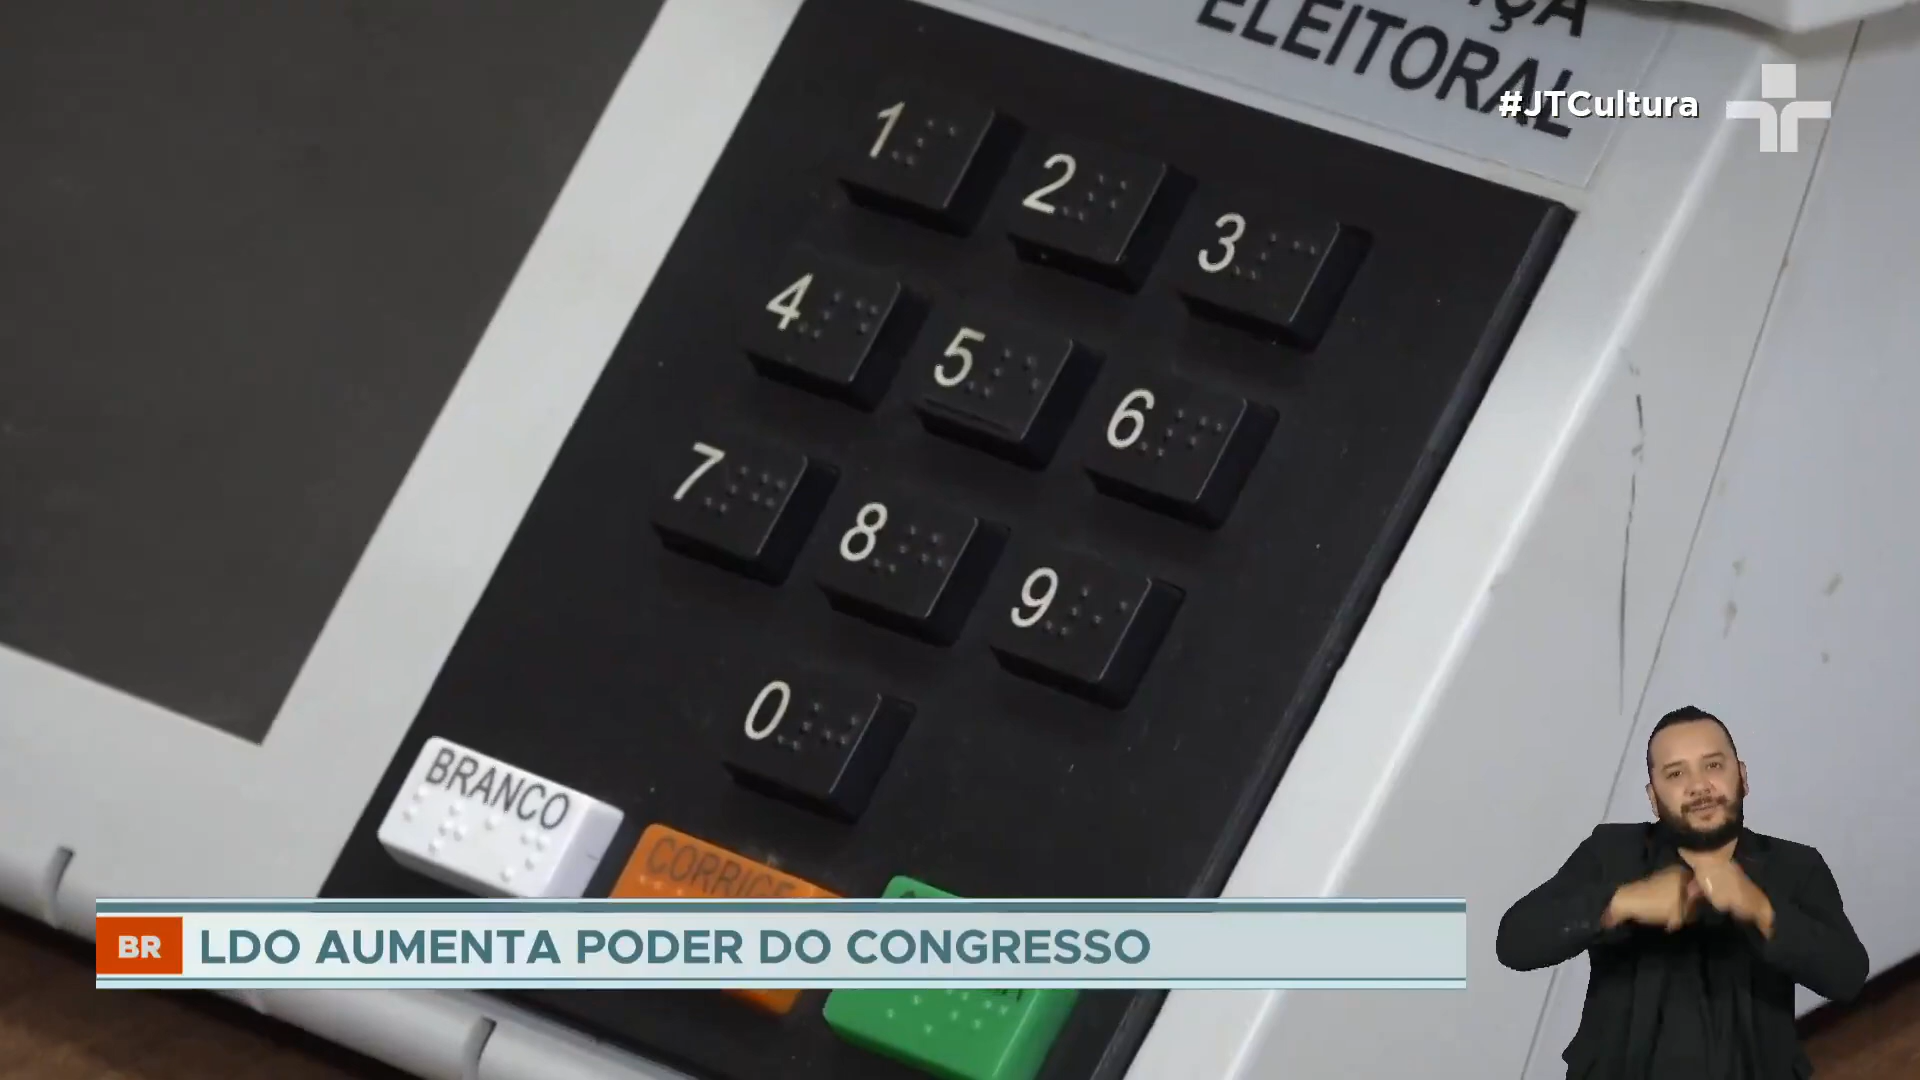 ELEITORAL
#JTCultura
1
2
3
4
5
6
7
8
9
0
BRANCO
CORRIGE
BR LDO AUMENTA PODER DO CONGRESSO